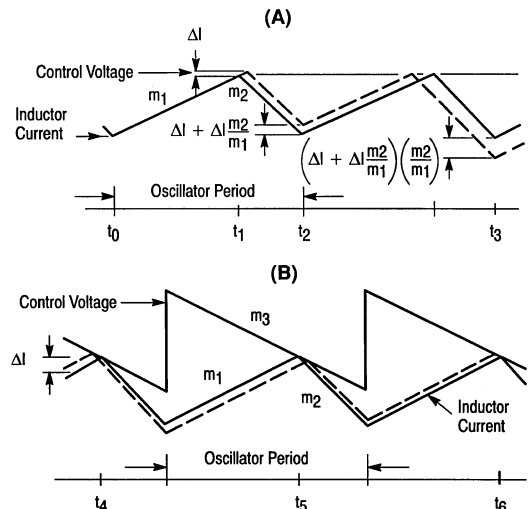 (A)
ΔI
Control Voltage
m1
m2
Inductor
Current
ΔI + ΔI m2/m1
(ΔI + ΔI m2/m1) (m2/m1)
Oscillator Period
t0
t1
t2
t3
(B)
Control Voltage
m3
ΔI
m1
m2
Inductor
Current
Oscillator Period
t4
t5
t6